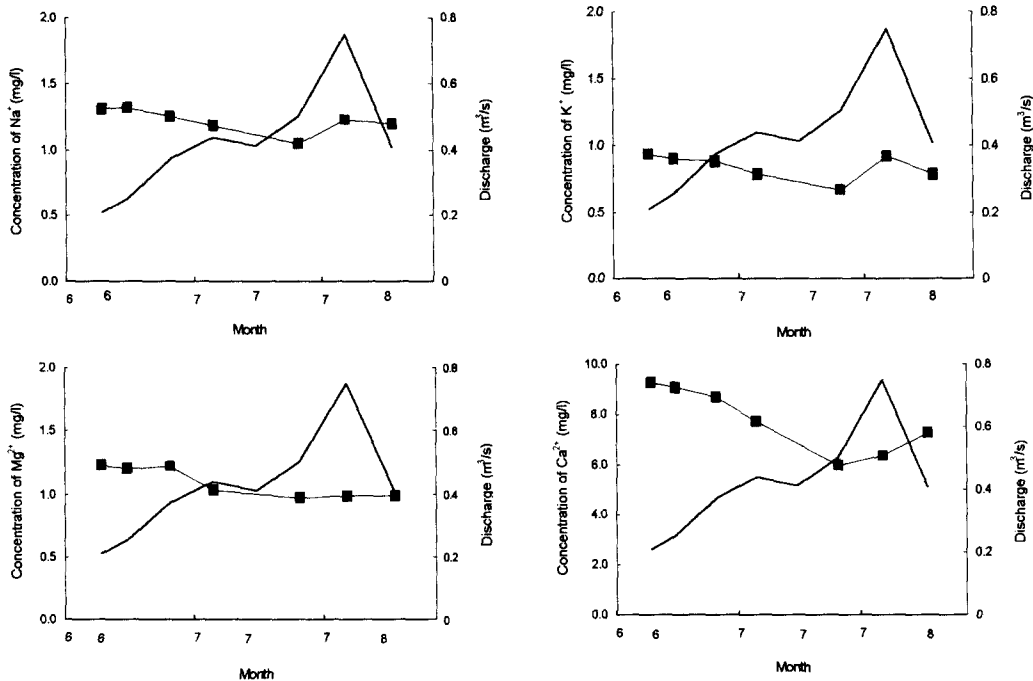 2.0
1.5
1.0
0.5
0.0
Concentration of Na⁺ (mg/l)
0.8
0.6
0.4
0.2
0
Discharge (m³/s)
6 6 7 7 7 8
Month
2.0
1.5
1.0
0.5
0.0
Concentration of K⁺ (mg/l)
0.8
0.6
0.4
0.2
0
Discharge (m³/s)
6 6 7 7 7 8
Month
2.0
1.5
1.0
0.5
0.0
Concentration of Mg²⁺ (mg/l)
0.8
0.6
0.4
0.2
0
Discharge (m³/s)
6 6 7 7 7 8
Month
10.0
8.0
6.0
4.0
2.0
0.0
Concentration of Ca²⁺ (mg/l)
0.8
0.6
0.4
0.2
0
Discharge (m³/s)
6 6 7 7 7 8
Month